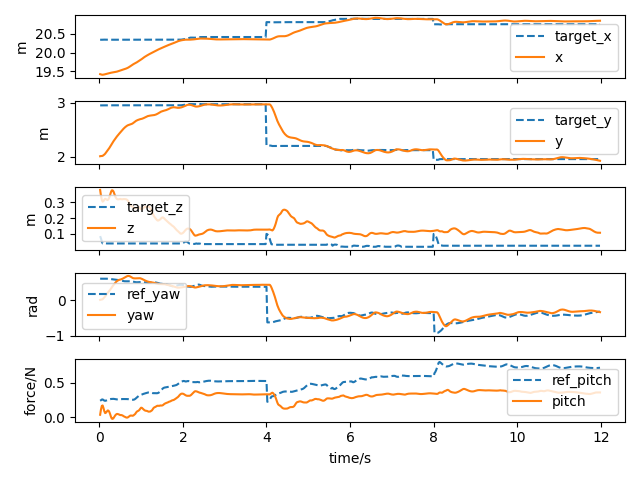 20.5
20.0
19.5
m
target_x
x
3
2
m
target_y
y
0.3
0.2
0.1
m
target_z
z
0
−1
rad
ref_yaw
yaw
0.5
0.0
force/N
ref_pitch
pitch
0 2 4 6 8 10 12
time/s